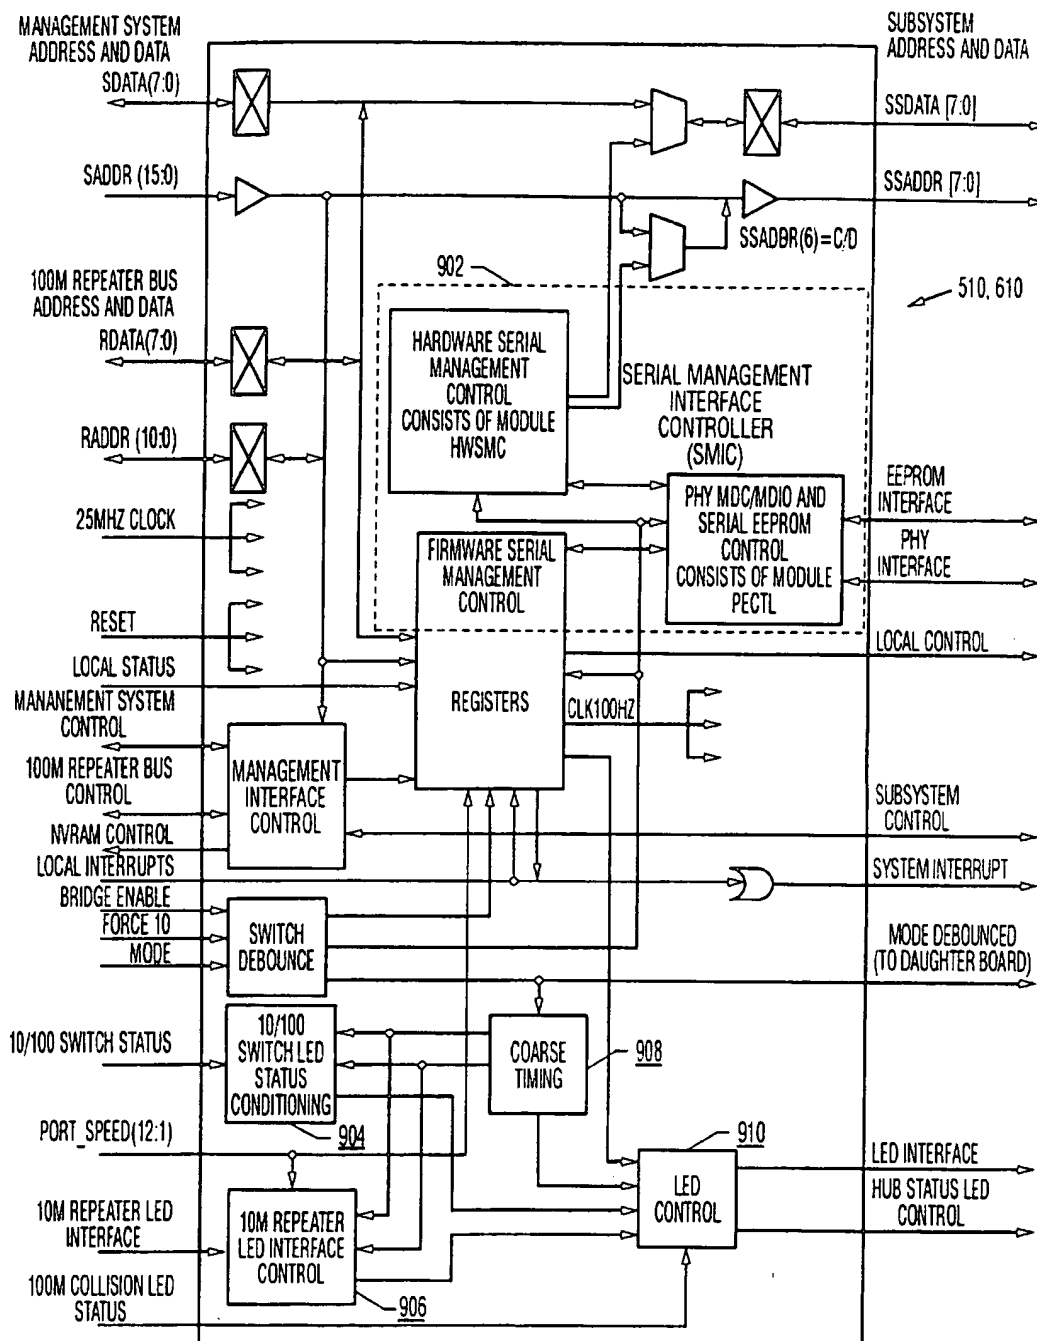 MANAGEMENT SYSTEM
ADDRESS AND DATA
SDATA(7:0)
SADDR (15:0)
100M REPEATER BUS
ADDRESS AND DATA
RDATA(7:0)
RADDR (10:0)
25MHZ CLOCK
RESET
LOCAL STATUS
MANANEMENT SYSTEM
CONTROL
100M REPEATER BUS
CONTROL
NVRAM CONTROL
LOCAL INTERRUPTS
BRIDGE ENABLE
FORCE 10
MODE
10/100 SWITCH STATUS
PORT_SPEED(12:1)
10M REPEATER LED
INTERFACE
100M COLLISION LED
STATUS
902
HARDWARE SERIAL
MANAGEMENT
CONTROL
CONSISTS OF MODULE
HWSMC
SERIAL MANAGEMENT
INTERFACE
CONTROLLER
(SMIC)
PHY MDC/MDIO AND
SERIAL EEPROM
CONTROL
CONSISTS OF MODULE
PECTL
FIRMWARE SERIAL
MANAGEMENT
CONTROL
REGISTERS
CLK100HZ
MANAGEMENT
INTERFACE
CONTROL
SWITCH
DEBOUNCE
10/100
SWITCH LED
STATUS
CONDITIONING
904
COARSE
TIMING
908
10M REPEATER
LED INTERFACE
CONTROL
906
910
LED
CONTROL
SSADDR(6)=C/D
SUBSYSTEM
ADDRESS AND DATA
SSDATA [7:0]
SSADDR [7:0]
510, 610
EEPROM
INTERFACE
PHY
INTERFACE
LOCAL CONTROL
SUBSYSTEM
CONTROL
SYSTEM INTERRUPT
MODE DEBOUNCED
(TO DAUGHTER BOARD)
LED INTERFACE
HUB STATUS LED
CONTROL